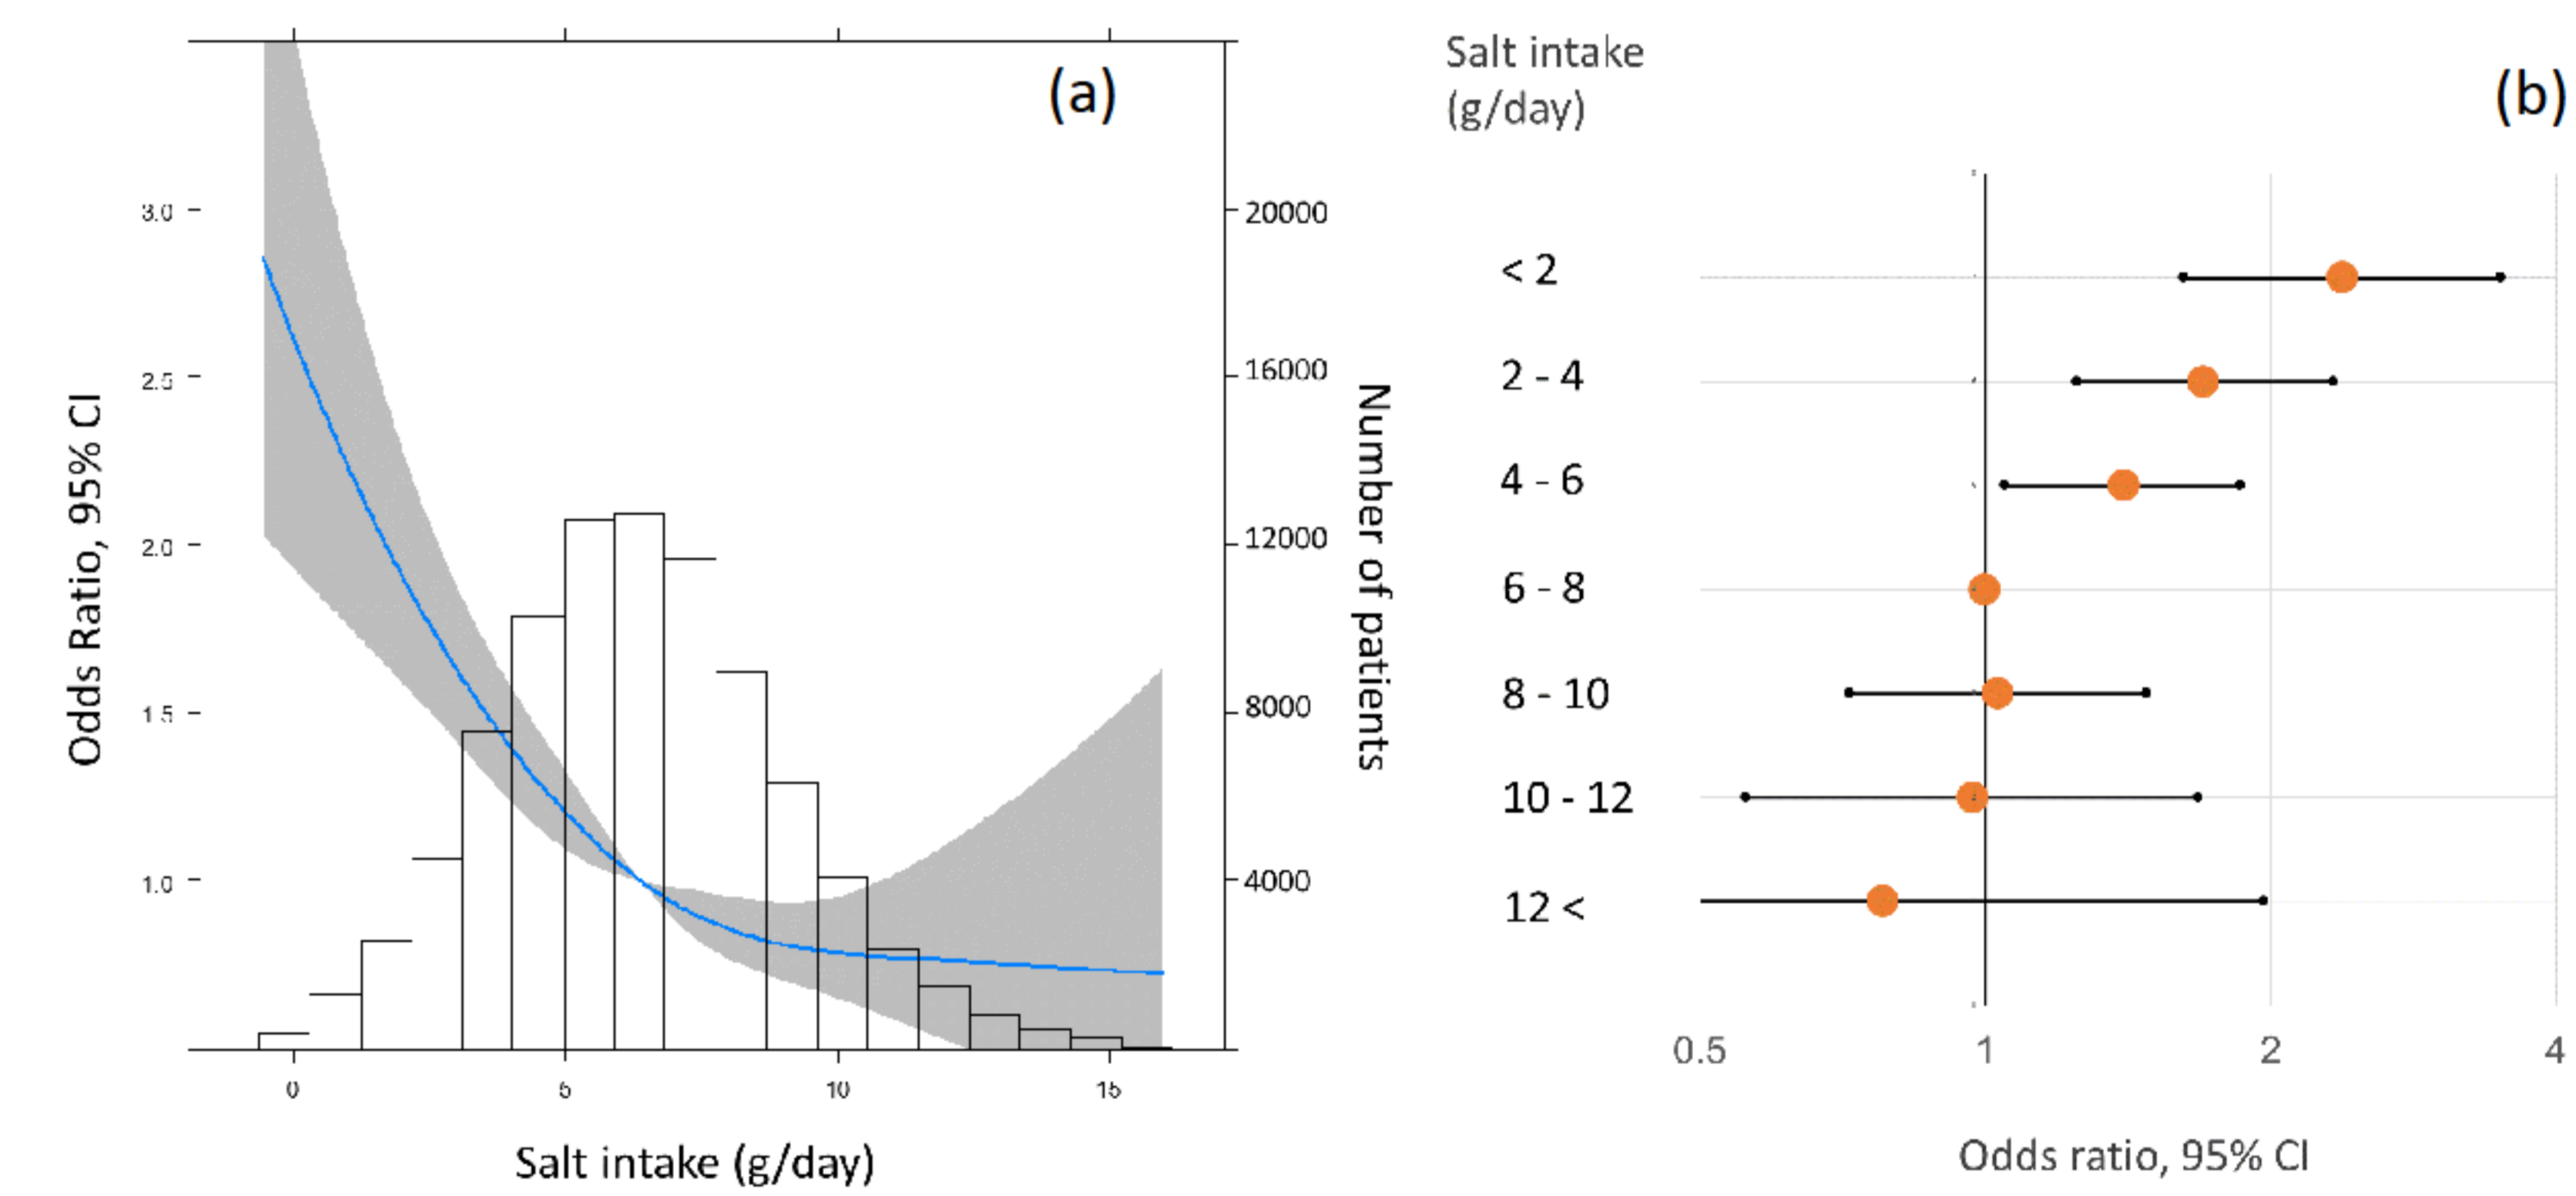 (a)
Odds Ratio, 95% CI
3.0
2.5
2.0
1.5
1.0
20000
16000
12000
8000
4000
Number of patients
0
5
10
15
Salt intake (g/day)
Salt intake
(g/day)
(b)
< 2
2 - 4
4 - 6
6 - 8
8 - 10
10 - 12
12 <
0.5 1 2 4
Odds ratio, 95% CI